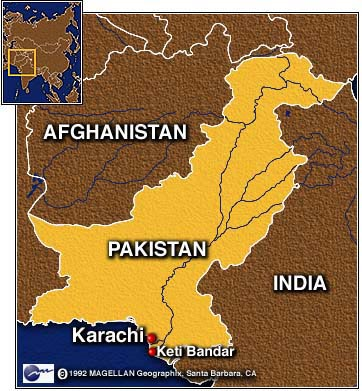 AFGHANISTAN
PAKISTAN
INDIA
Karachi
Keti Bandar
©1992 MAGELLAN Geographix, Santa Barbara, CA